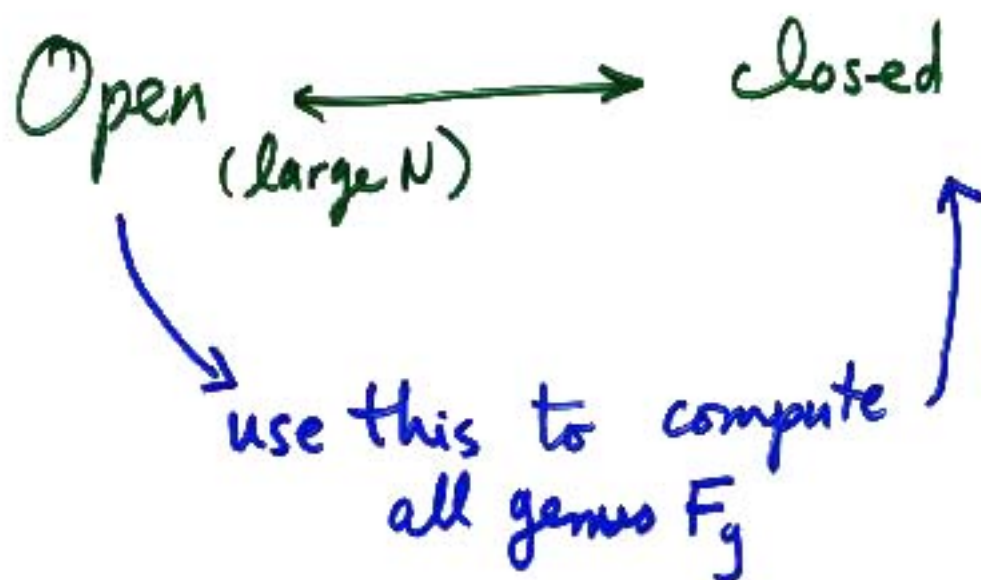 Open ⟷ closed
(large N)
use this to compute
all genus F_g